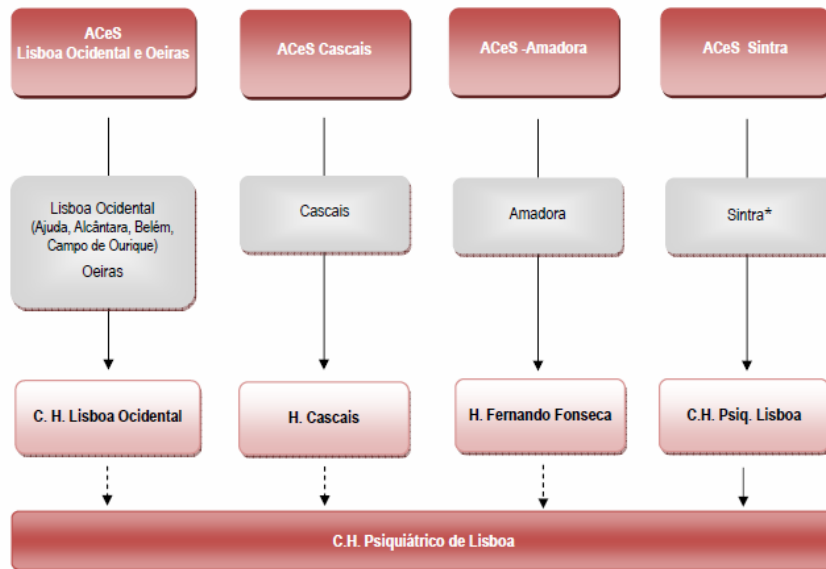 ACeS
Lisboa Ocidental e Oeiras
ACeS Cascais
ACeS -Amadora
ACeS Sintra
Lisboa Ocidental
(Ajuda, Alcântara, Belém,
Campo de Ourique)
Oeiras
Cascais
Amadora
Sintra*
C. H. Lisboa Ocidental
H. Cascais
H. Fernando Fonseca
C.H. Psiq. Lisboa
C.H. Psiquiátrico de Lisboa